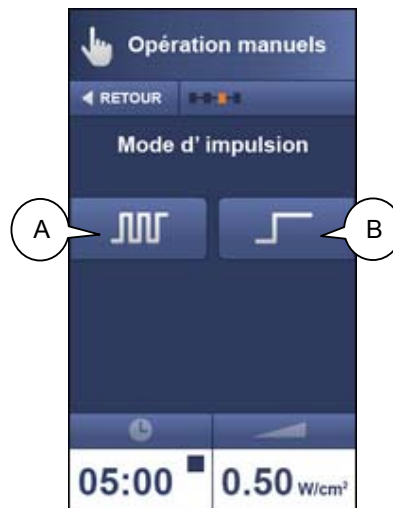 Opération manuels
RETOUR
Mode d' impulsion
A
B
05:00 0.50 W/cm²